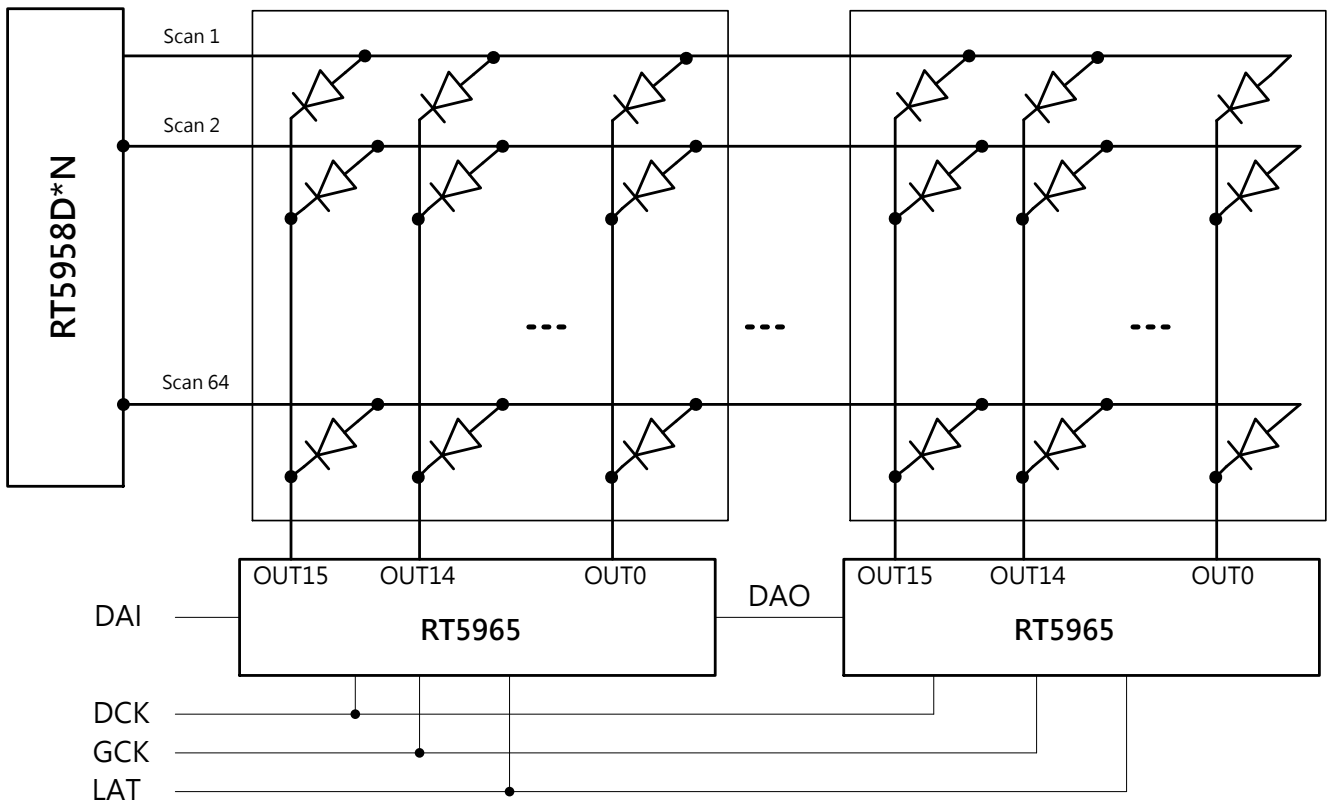 Scan 1
Scan 2
RT5958D*N
Scan 64
OUT15 OUT14 OUT0 OUT15 OUT14 OUT0
DAI RT5965 DAO RT5965
DCK
GCK
LAT